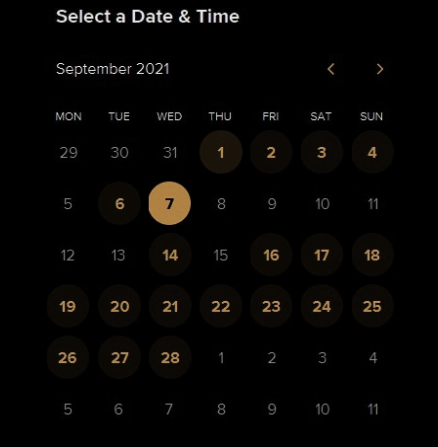 Select a Date & Time
September 2021
MON TUE WED THU FRI SAT SUN
29 30 31 1 2 3 4
5 6 7 8 9 10 11
12 13 14 15 16 17 18
19 20 21 22 23 24 25
26 27 28 1 2 3 4
5 6 7 8 9 10 11